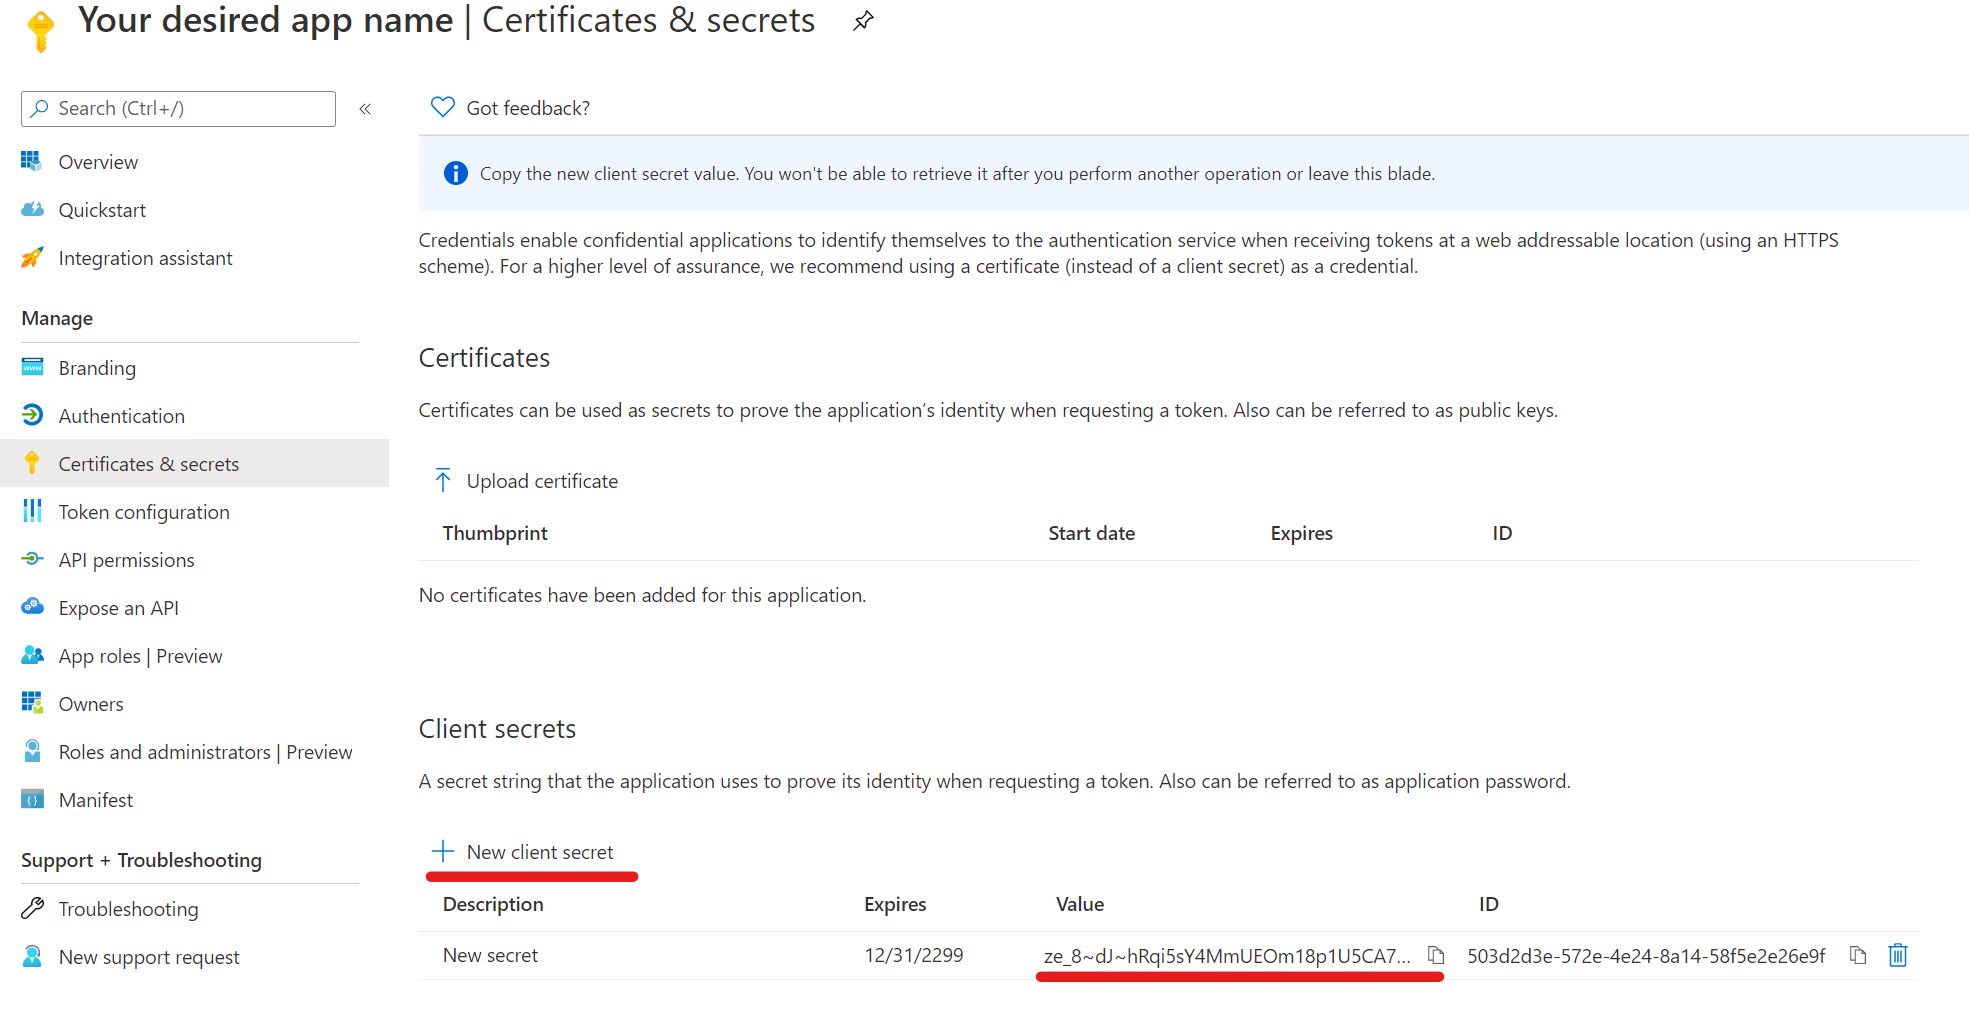 Your desired app name | Certificates & secrets
Search (Ctrl+/)
«
Overview
Quickstart
Integration assistant
Manage
Branding
Authentication
Certificates & secrets
Token configuration
API permissions
Expose an API
App roles | Preview
Owners
Roles and administrators | Preview
Manifest
Support + Troubleshooting
Troubleshooting
New support request
Got feedback?
Copy the new client secret value. You won't be able to retrieve it after you perform another operation or leave this blade.
Credentials enable confidential applications to identify themselves to the authentication service when receiving tokens at a web addressable location (using an HTTPS
scheme). For a higher level of assurance, we recommend using a certificate (instead of a client secret) as a credential.
Certificates
Certificates can be used as secrets to prove the application’s identity when requesting a token. Also can be referred to as public keys.
Upload certificate
Thumbprint Start date Expires ID
No certificates have been added for this application.
Client secrets
A secret string that the application uses to prove its identity when requesting a token. Also can be referred to as application password.
New client secret
Description Expires Value ID
New secret 12/31/2299 ze_8~dJ~hRqi5sY4MmUEOm18p1U5CA7... 503d2d3e-572e-4e24-8a14-58f5e2e26e9f